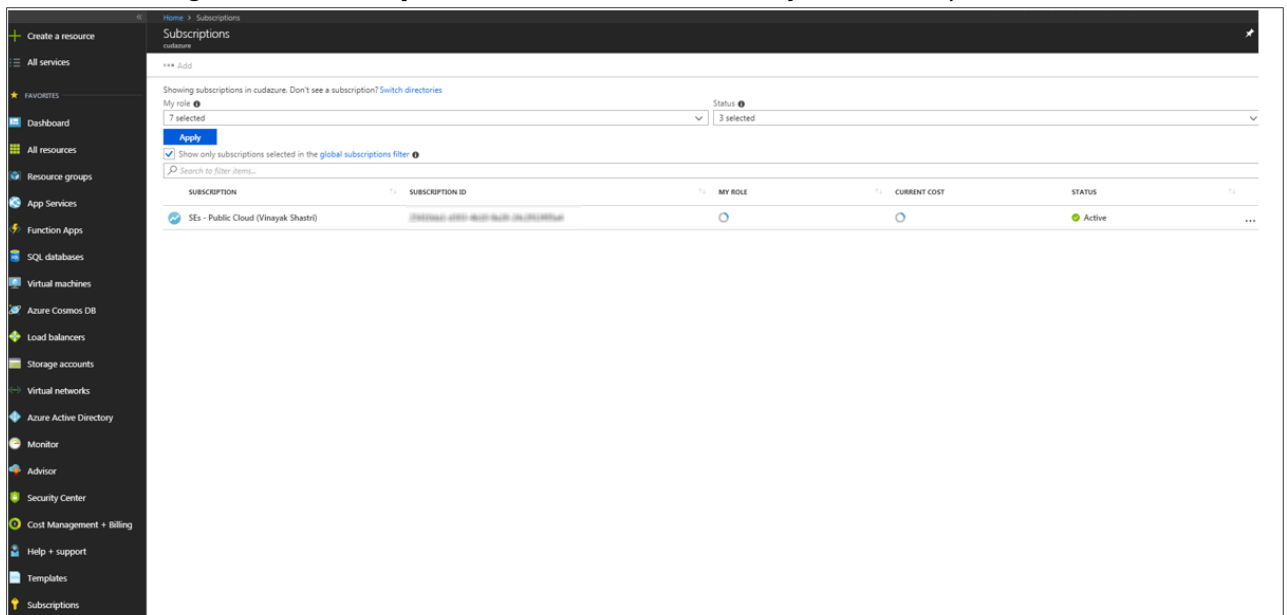 Home > Subscriptions
Subscriptions
cudazure
Create a resource
All services
FAVORITES
Dashboard
All resources
Resource groups
App Services
Function Apps
SQL databases
Virtual machines
Azure Cosmos DB
Load balancers
Storage accounts
Virtual networks
Azure Active Directory
Monitor
Advisor
Security Center
Cost Management + Billing
Help + support
Templates
Subscriptions
Add
Showing subscriptions in cudazure. Don't see a subscription? Switch directories
My role Status
7 selected 3 selected
Apply
Show only subscriptions selected in the global subscriptions filter
Search to filter items...
SUBSCRIPTION SUBSCRIPTION ID MY ROLE CURRENT COST STATUS
SEs - Public Cloud (Vinayak Shastri) Active
...